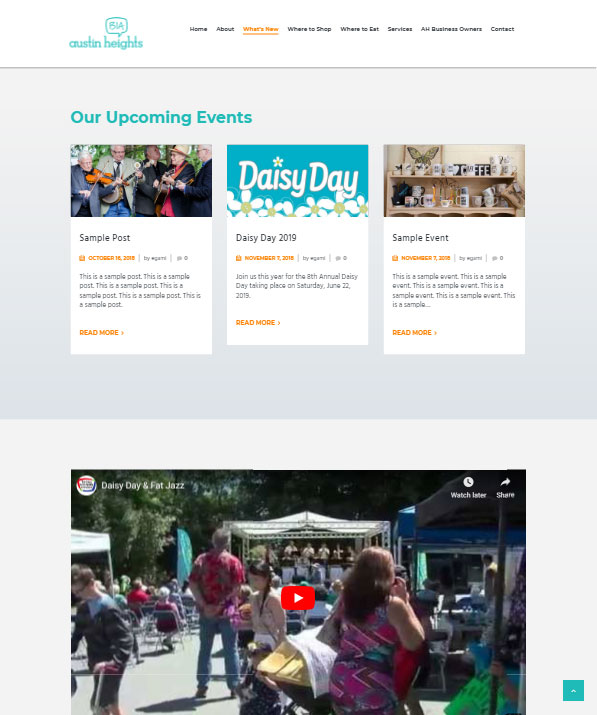 BIA
austin heights
Home About What's New Where to Shop Where to Eat Services AH Business Owners Contact
Our Upcoming Events
Daisy Day
Sample Post
OCTOBER 16, 2018 | by egami | 0
This is a sample post. This is a sample
post. This is a sample post. This is a
sample post. This is a sample post. This is
a sample post.
READ MORE ›
Daisy Day 2019
NOVEMBER 7, 2018 | by egami | 0
Join us this year for the 8th Annual Daisy
Day taking place on Saturday, June 22,
2019.
READ MORE ›
COFFEE
Sample Event
NOVEMBER 7, 2018 | by egami | 0
This is a sample event. This is a sample
event. This is a sample event. This is a
sample event. This is a sample event. This
is a sample...
READ MORE ›
Daisy Day & Fat Jazz
Watch later Share